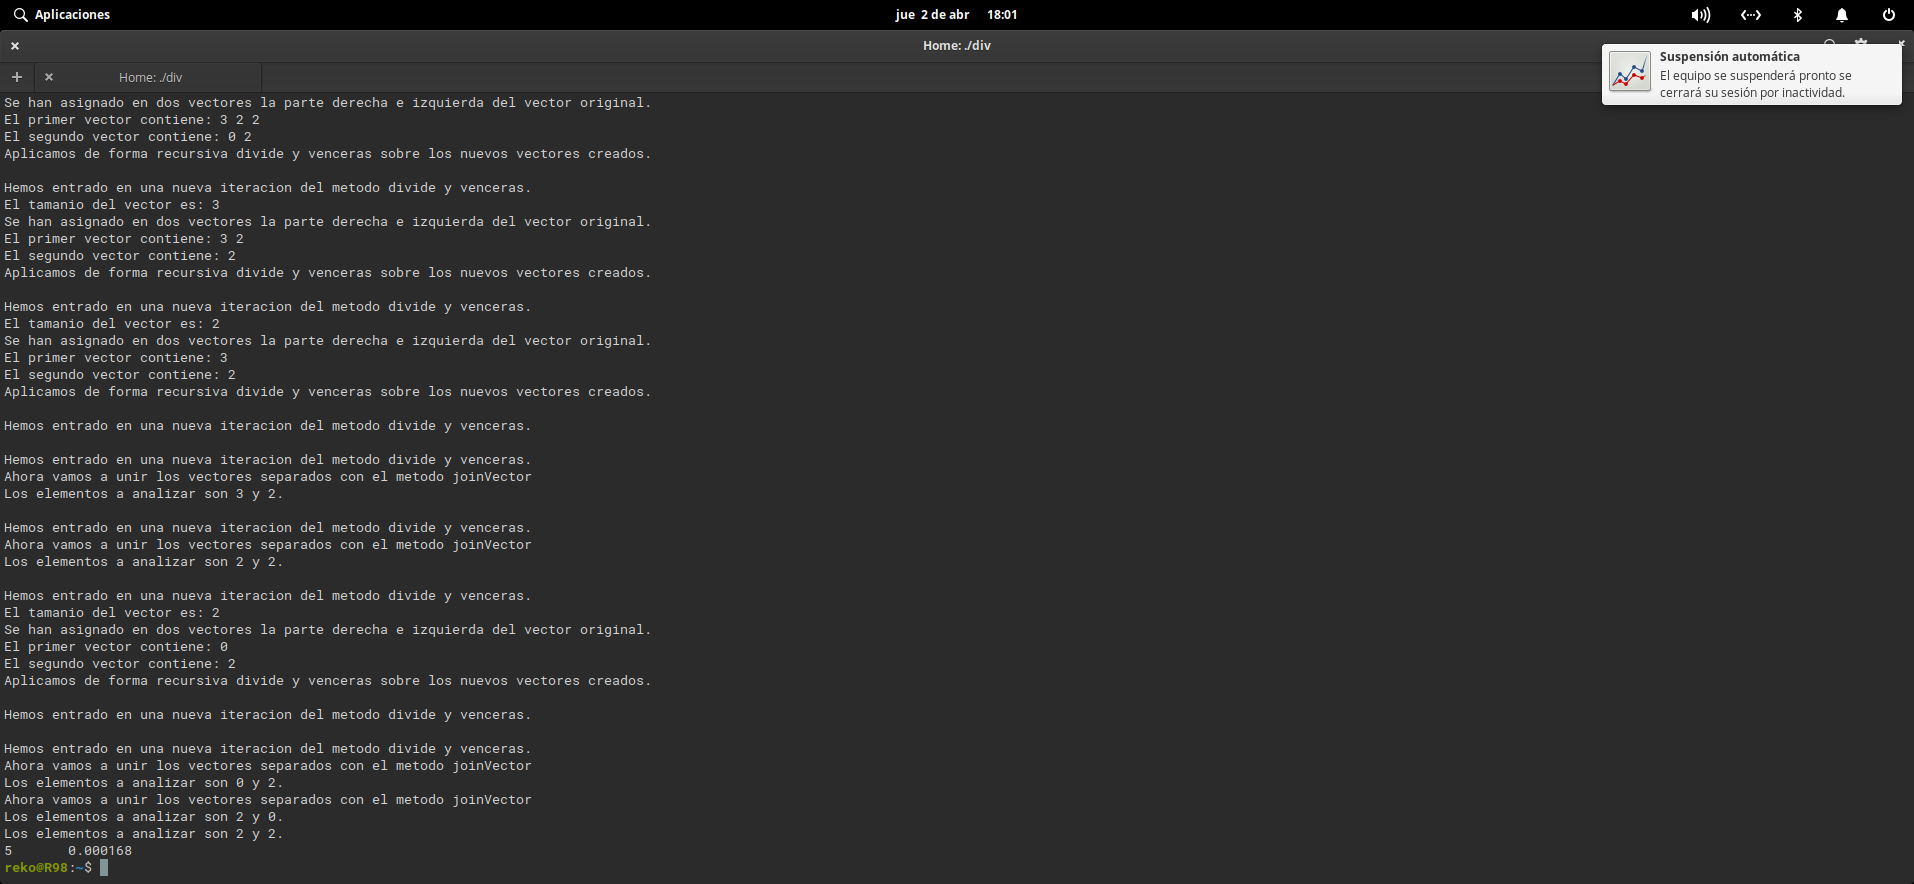 Aplicaciones
jue 2 de abr 18:01
Home: ./div
Home: ./div
Suspensión automática
El equipo se suspenderá pronto se
cerrará su sesión por inactividad.
Se han asignado en dos vectores la parte derecha e izquierda del vector original.
El primer vector contiene: 3 2 2
El segundo vector contiene: 0 2
Aplicamos de forma recursiva divide y venceras sobre los nuevos vectores creados.
Hemos entrado en una nueva iteracion del metodo divide y venceras.
El tamanio del vector es: 3
Se han asignado en dos vectores la parte derecha e izquierda del vector original.
El primer vector contiene: 3 2
El segundo vector contiene: 2
Aplicamos de forma recursiva divide y venceras sobre los nuevos vectores creados.
Hemos entrado en una nueva iteracion del metodo divide y venceras.
El tamanio del vector es: 2
Se han asignado en dos vectores la parte derecha e izquierda del vector original.
El primer vector contiene: 3
El segundo vector contiene: 2
Aplicamos de forma recursiva divide y venceras sobre los nuevos vectores creados.
Hemos entrado en una nueva iteracion del metodo divide y venceras.
Hemos entrado en una nueva iteracion del metodo divide y venceras.
Ahora vamos a unir los vectores separados con el metodo joinVector
Los elementos a analizar son 3 y 2.
Hemos entrado en una nueva iteracion del metodo divide y venceras.
Ahora vamos a unir los vectores separados con el metodo joinVector
Los elementos a analizar son 2 y 2.
Hemos entrado en una nueva iteracion del metodo divide y venceras.
El tamanio del vector es: 2
Se han asignado en dos vectores la parte derecha e izquierda del vector original.
El primer vector contiene: 0
El segundo vector contiene: 2
Aplicamos de forma recursiva divide y venceras sobre los nuevos vectores creados.
Hemos entrado en una nueva iteracion del metodo divide y venceras.
Hemos entrado en una nueva iteracion del metodo divide y venceras.
Ahora vamos a unir los vectores separados con el metodo joinVector
Los elementos a analizar son 0 y 2.
Ahora vamos a unir los vectores separados con el metodo joinVector
Los elementos a analizar son 2 y 0.
Los elementos a analizar son 2 y 2.
5 0.000168
reko@R98:~$